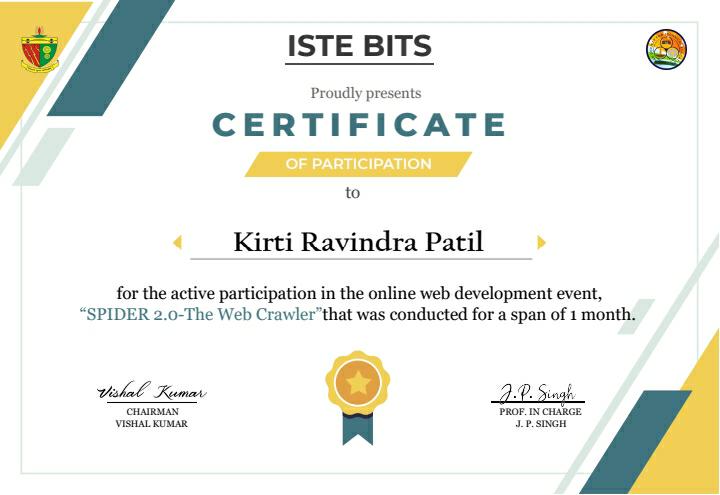 ISTE BITS
Proudly presents
CERTIFICATE
OF PARTICIPATION
to
Kirti Ravindra Patil
for the active participation in the online web development event,
“SPIDER 2.0-The Web Crawler”that was conducted for a span of 1 month.
Vishal Kumar
CHAIRMAN
VISHAL KUMAR
J.P. Singh
PROF. IN CHARGE
J. P. SINGH